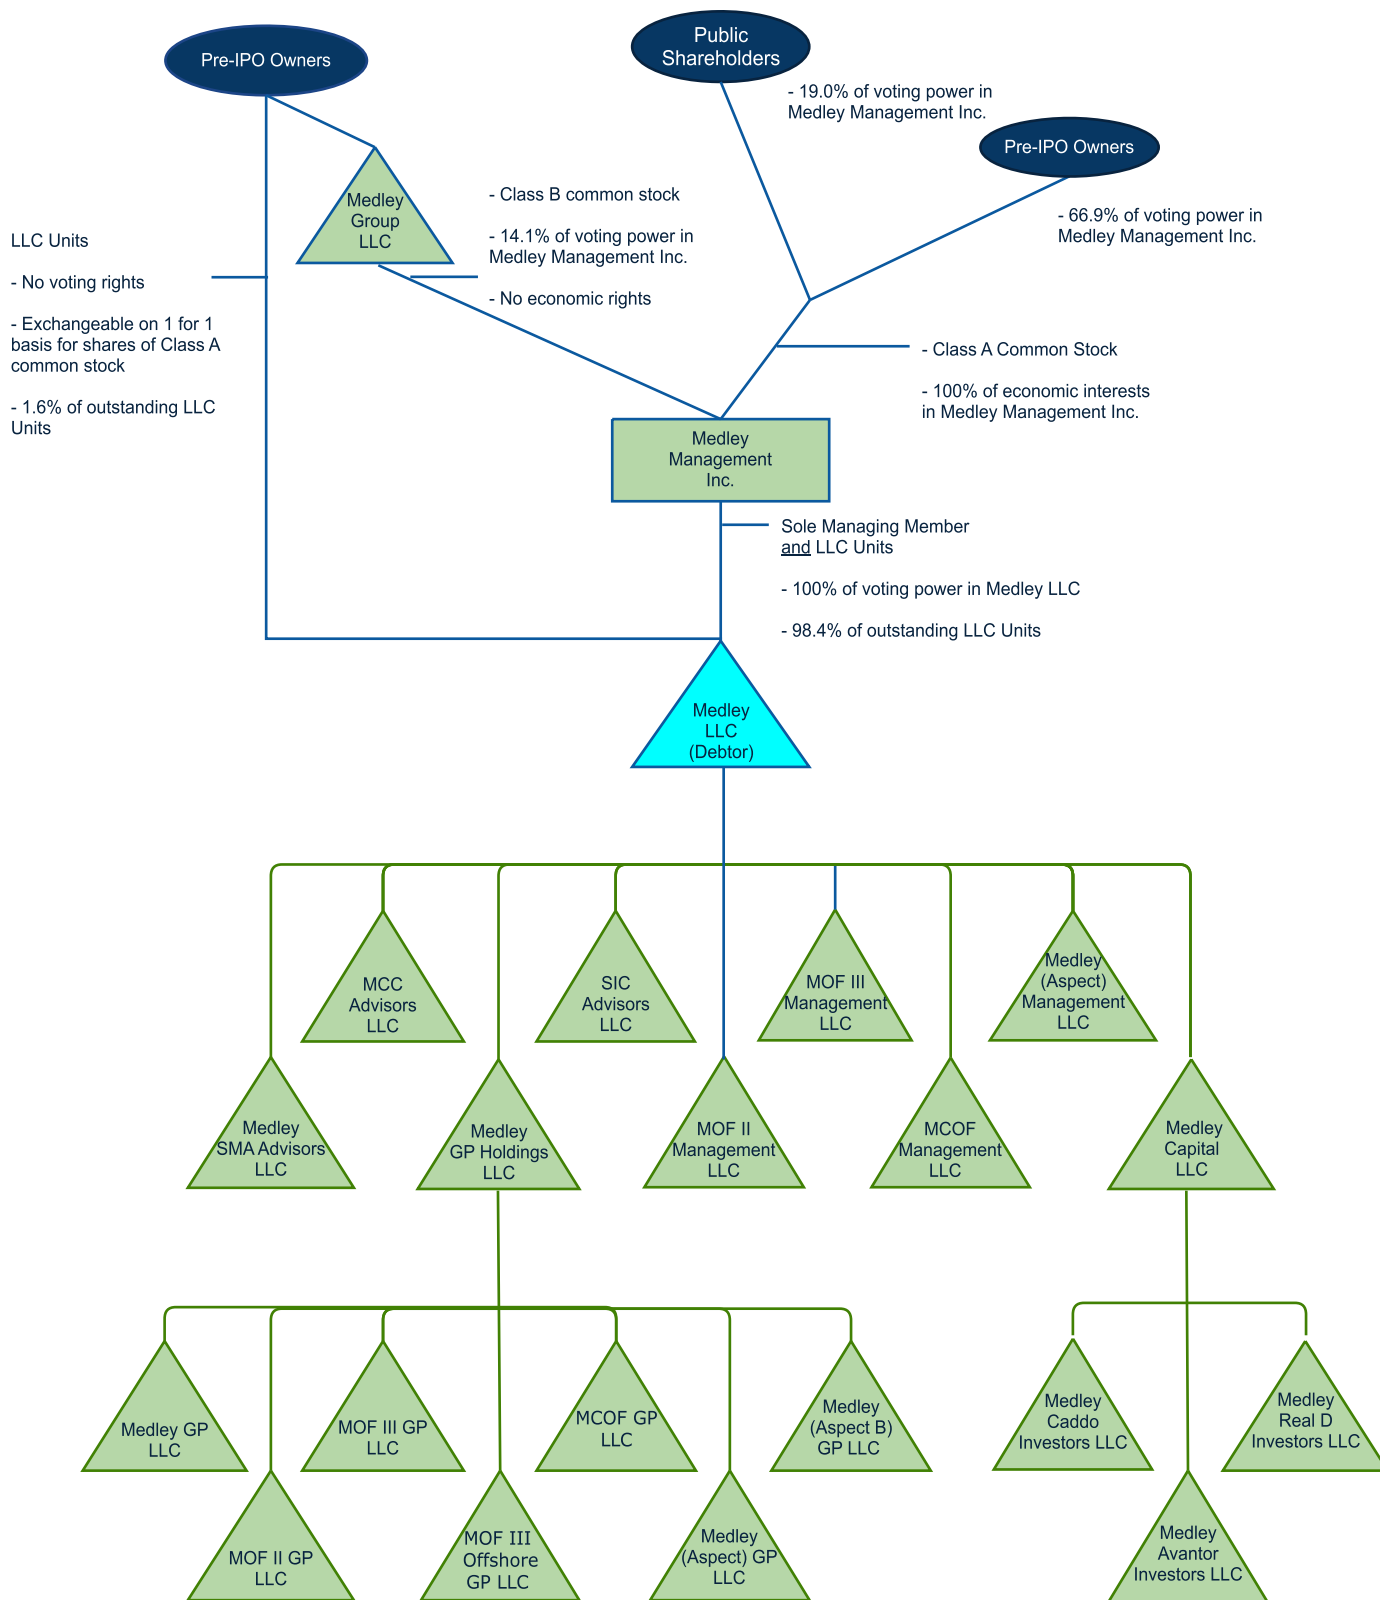 Pre-IPO Owners
Public
Shareholders
- 19.0% of voting power in
Medley Management Inc.
Pre-IPO Owners
- 66.9% of voting power in
Medley Management Inc.
Medley
Group
LLC
- Class B common stock
- 14.1% of voting power in
Medley Management Inc.
- No economic rights
LLC Units
- No voting rights
- Exchangeable on 1 for 1
basis for shares of Class A
common stock
- 1.6% of outstanding LLC
Units
- Class A Common Stock
- 100% of economic interests
in Medley Management Inc.
Medley
Management
Inc.
Sole Managing Member
and LLC Units
- 100% of voting power in Medley LLC
- 98.4% of outstanding LLC Units
Medley
LLC
(Debtor)
MCC
Advisors
LLC
SIC
Advisors
LLC
MOF III
Management
LLC
Medley
(Aspect)
Management
LLC
Medley
SMA Advisors
LLC
Medley
GP Holdings
LLC
MOF II
Management
LLC
MCOF
Management
LLC
Medley
Capital
LLC
Medley GP
LLC
MOF III GP
LLC
MCOF GP
LLC
Medley
(Aspect B)
GP LLC
Medley
Caddo
Investors LLC
Medley
Real D
Investors LLC
MOF II GP
LLC
MOF III
Offshore
GP LLC
Medley
(Aspect) GP
LLC
Medley
Avantor
Investors LLC